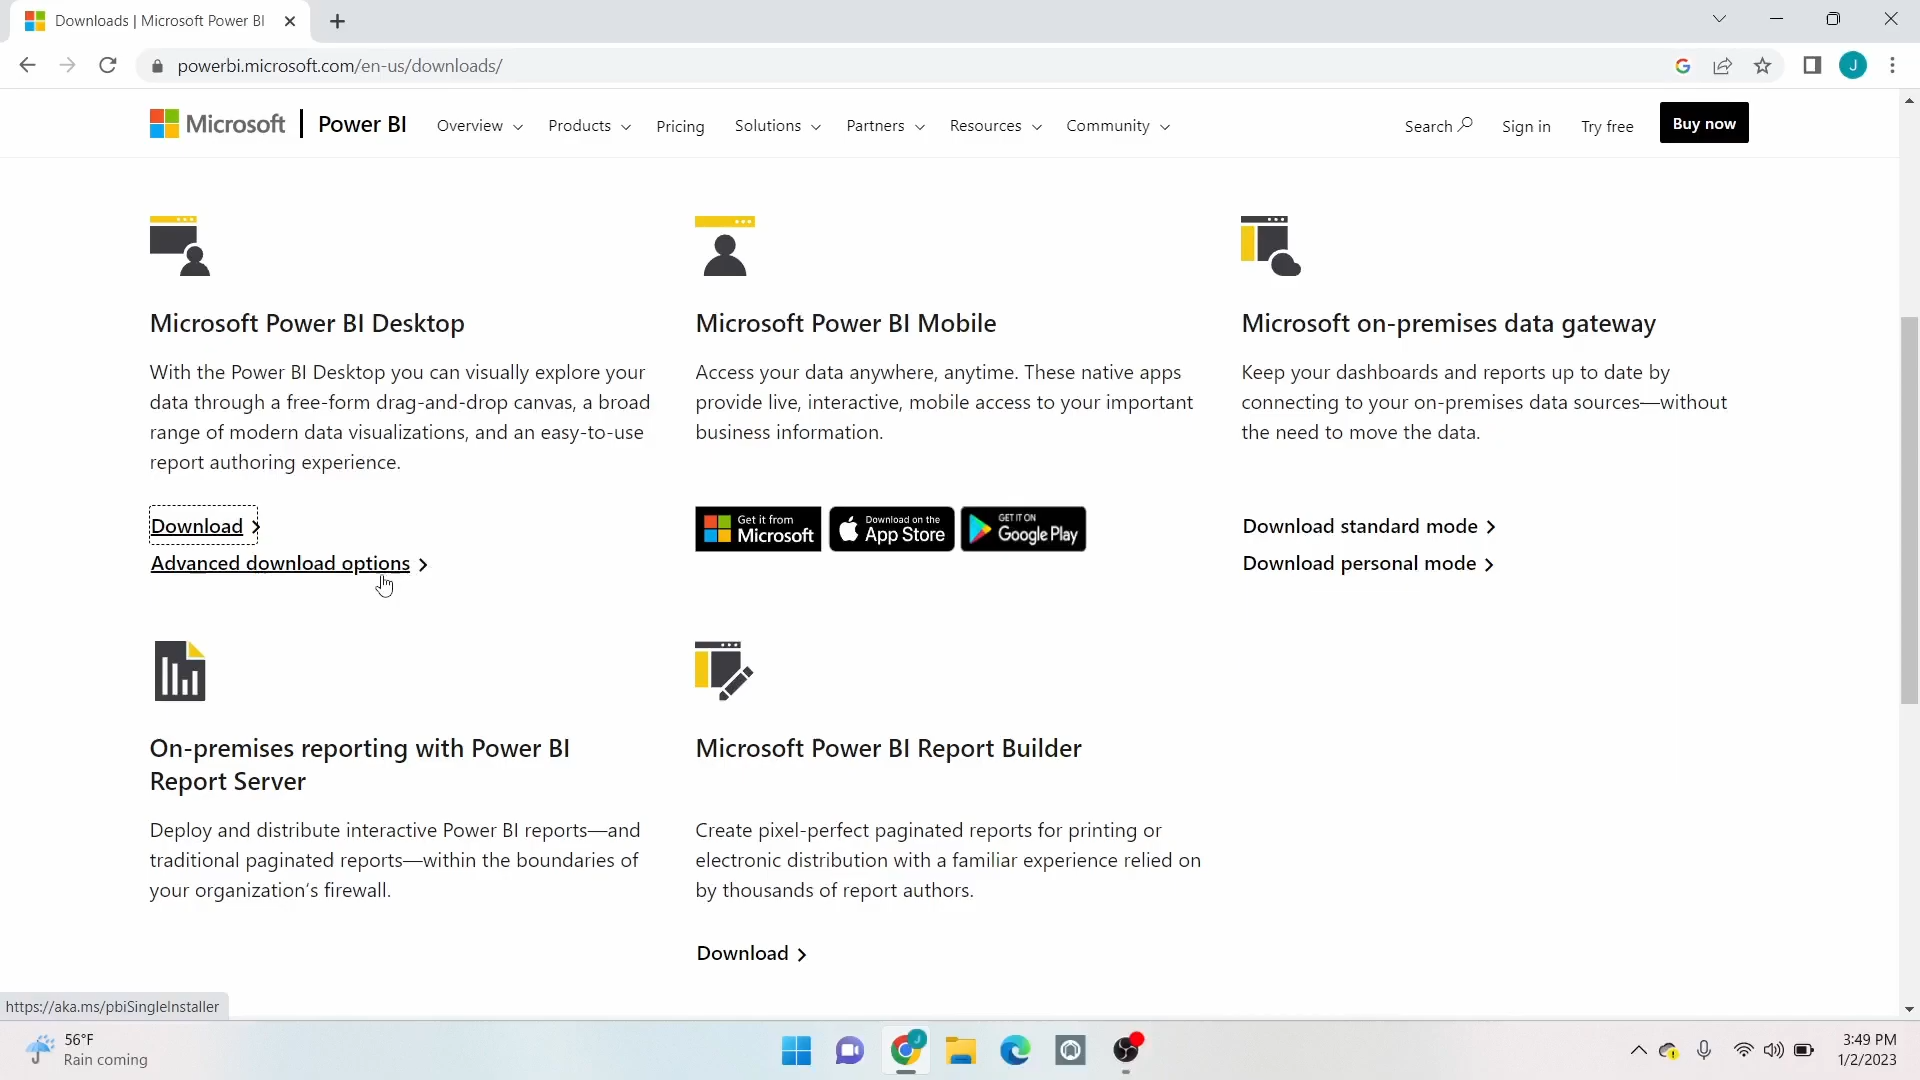 Downloads | Microsoft Power BI
powerbi.microsoft.com/en-us/downloads/
J
Microsoft | Power BI Overview Products Pricing Solutions Partners Resources Community Search Sign in Try free Buy now
Microsoft Power BI Desktop
With the Power BI Desktop you can visually explore your
data through a free-form drag-and-drop canvas, a broad
range of modern data visualizations, and an easy-to-use
report authoring experience.
Download
Advanced download options
Microsoft Power BI Mobile
Access your data anywhere, anytime. These native apps
provide live, interactive, mobile access to your important
business information.
Get it from
Microsoft
Download on the
App Store
GET IT ON
Google Play
Microsoft on-premises data gateway
Keep your dashboards and reports up to date by
connecting to your on-premises data sources—without
the need to move the data.
Download standard mode
Download personal mode
On-premises reporting with Power BI
Report Server
Deploy and distribute interactive Power BI reports—and
traditional paginated reports—within the boundaries of
your organization's firewall.
Microsoft Power BI Report Builder
Create pixel-perfect paginated reports for printing or
electronic distribution with a familiar experience relied on
by thousands of report authors.
Download
https://aka.ms/pbiSingleInstaller
56°F
Rain coming
J
3:49 PM
1/2/2023